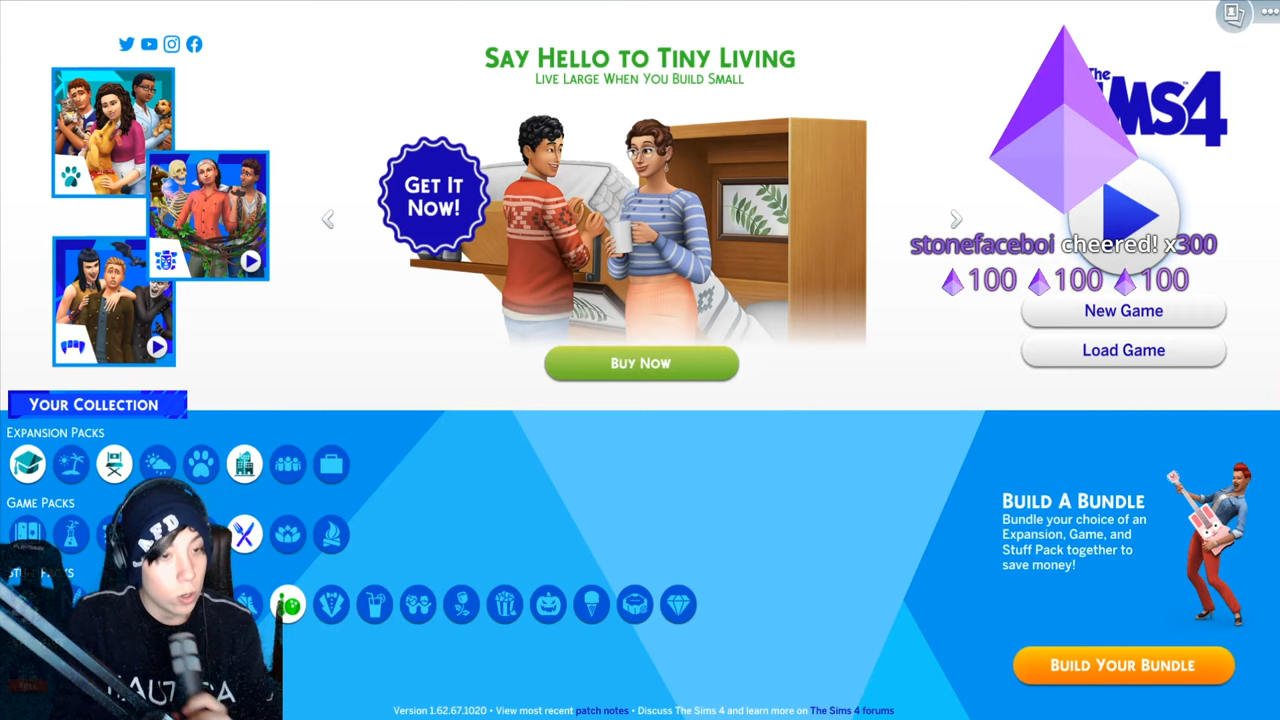 SAY HELLO TO TINY LIVING
LIVE LARGE WHEN YOU BUILD SMALL
The
SIMS4
GET IT
NOW!
stonefaceboi cheered! x300
100 100 100
New Game
Load Game
BUY NOW
YOUR COLLECTION
EXPANSION PACKS
GAME PACKS
BUILD A BUNDLE
Bundle your choice of an
Expansion, Game, and
Stuff Pack together to
save money!
BUILD YOUR BUNDLE
Version 1.62.67.1020 • View most recent patch notes • Discuss The Sims 4 and learn more on The Sims 4 forums